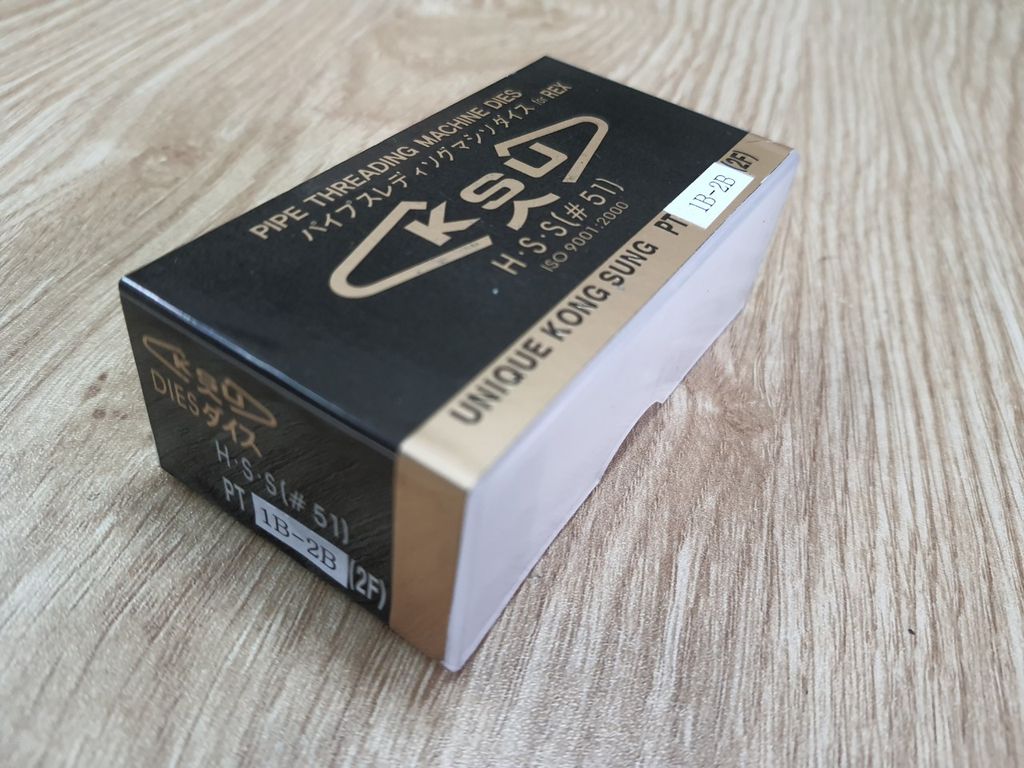 PIPE THREADING MACHINE DIES
パイプスレディィングマシソダイス for REX
KSU
H·S·S(# 51)
ISO·9001:2000
UNIQUE KONG SUNG PT 1B-2B (2F)
KSU
DIES ダイス
H·S·S(# 51)
PT 1B-2B (2F)